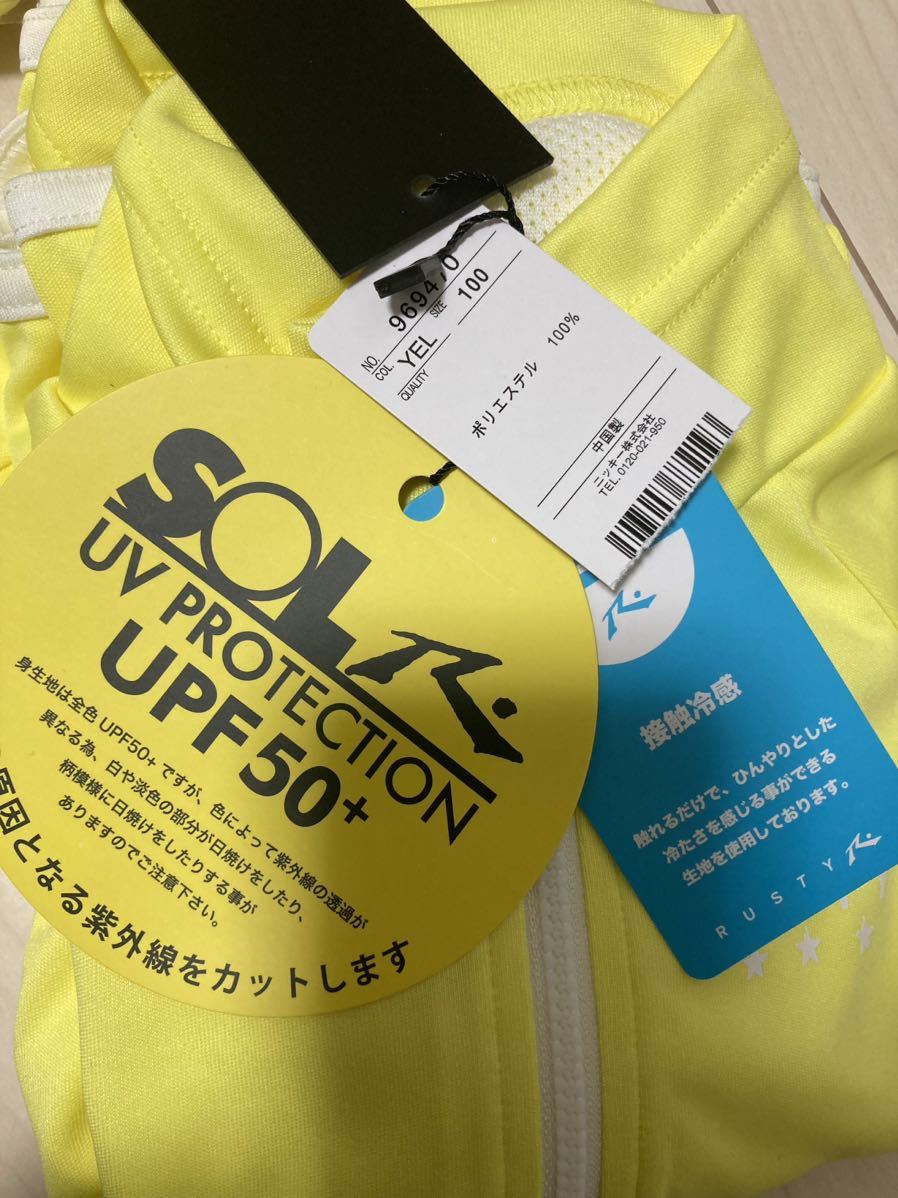 NO. 969470
COL. YEL SIZE 100
QUALITY
ポリエステル 100%
中国製
ニッキー株式会社
TEL.0120-021-950
SOL
UV PROTECTION
UPF50+
身生地は全色UPF50+ですが、色によって紫外線の透過が
異なる為、白や淡色の部分が日焼けをしたり、
柄模様に日焼けをしたりする事が
ありますのでご注意下さい。
原因となる紫外線をカットします
接触冷感
触れるだけで、ひんやりとした
冷たさを感じる事ができる
生地を使用しております。
RUSTY